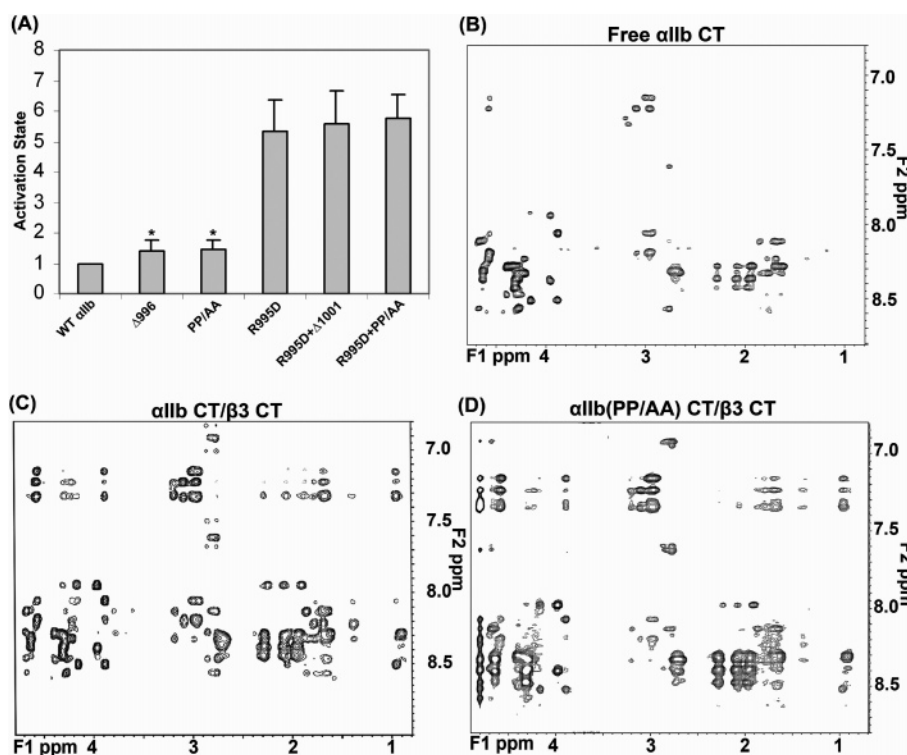 (A)
Activation State
8
7
6
5
4
3
2
1
0
*
*
WT αIIb
Δ996
PP/AA
R995D
R995D+Δ1001
R995D+PP/AA
(B)
Free αIIb CT
7.0
7.5
8.0
8.5
F2 ppm
F1 ppm 4 3 2 1
(C)
αIIb CT/β3 CT
7.0
7.5
8.0
8.5
F2 ppm
F1 ppm 4 3 2 1
(D)
αIIb(PP/AA) CT/β3 CT
7.0
7.5
8.0
8.5
F2 ppm
F1 ppm 4 3 2 1